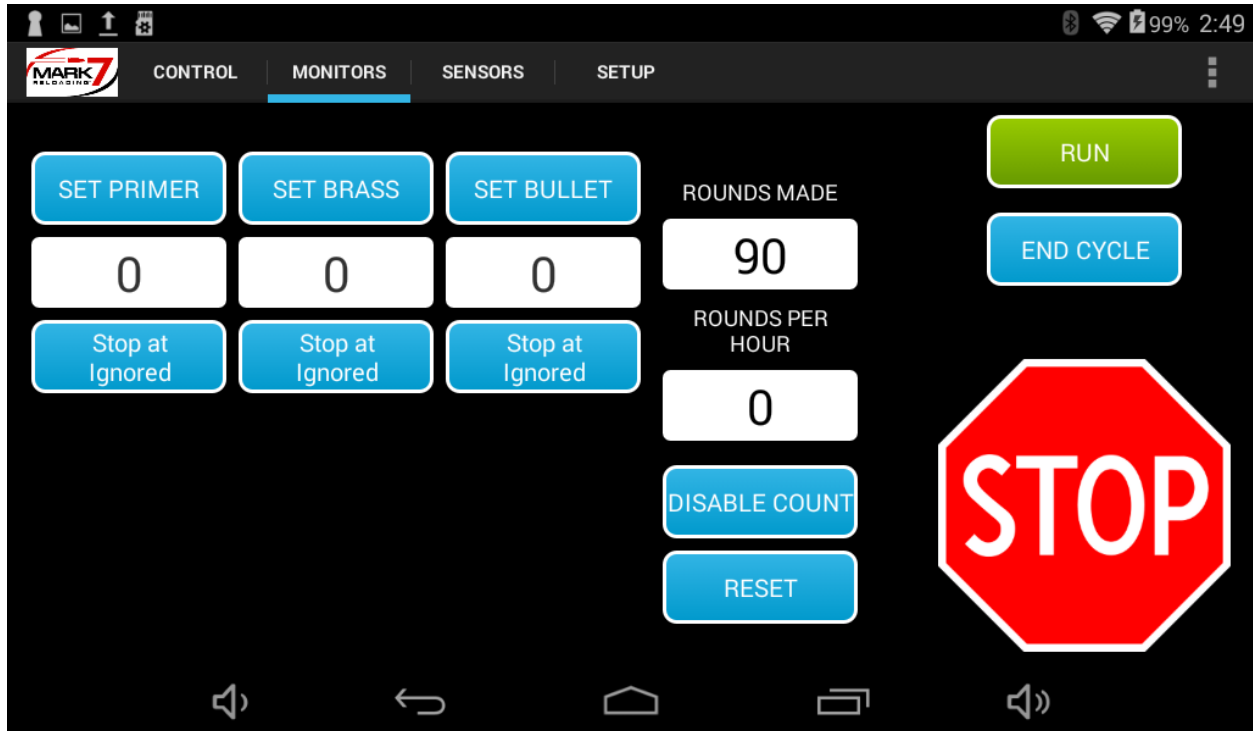 99% 2:49
MARK 7
RELOADING
CONTROL
MONITORS
SENSORS
SETUP
SET PRIMER
SET BRASS
SET BULLET
0
0
0
Stop at
Ignored
Stop at
Ignored
Stop at
Ignored
ROUNDS MADE
90
ROUNDS PER
HOUR
0
DISABLE COUNT
RESET
RUN
END CYCLE
STOP